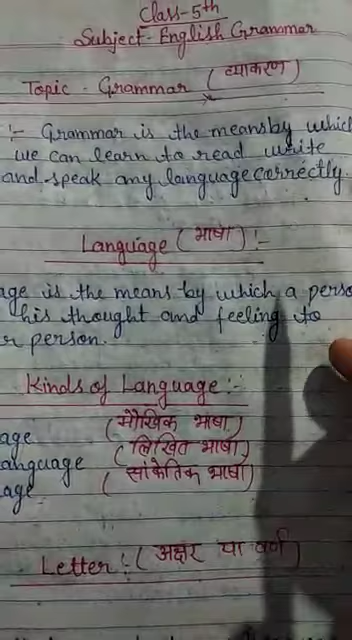 Class-5th
Subject-English Grammar
Topic - Grammar (व्याकरण)
:- Grammar is the means by which
we can learn to read write
and speak any language correctly.
Language (भाषा) :-
age is the means by which a perso
his thought and feeling to
r person.
Kinds of Language :-
age (मौखिक भाषा)
anguage (लिखित भाषा)
age (सांकेतिक भाषा)
Letter :- (अक्षर या वर्ण)